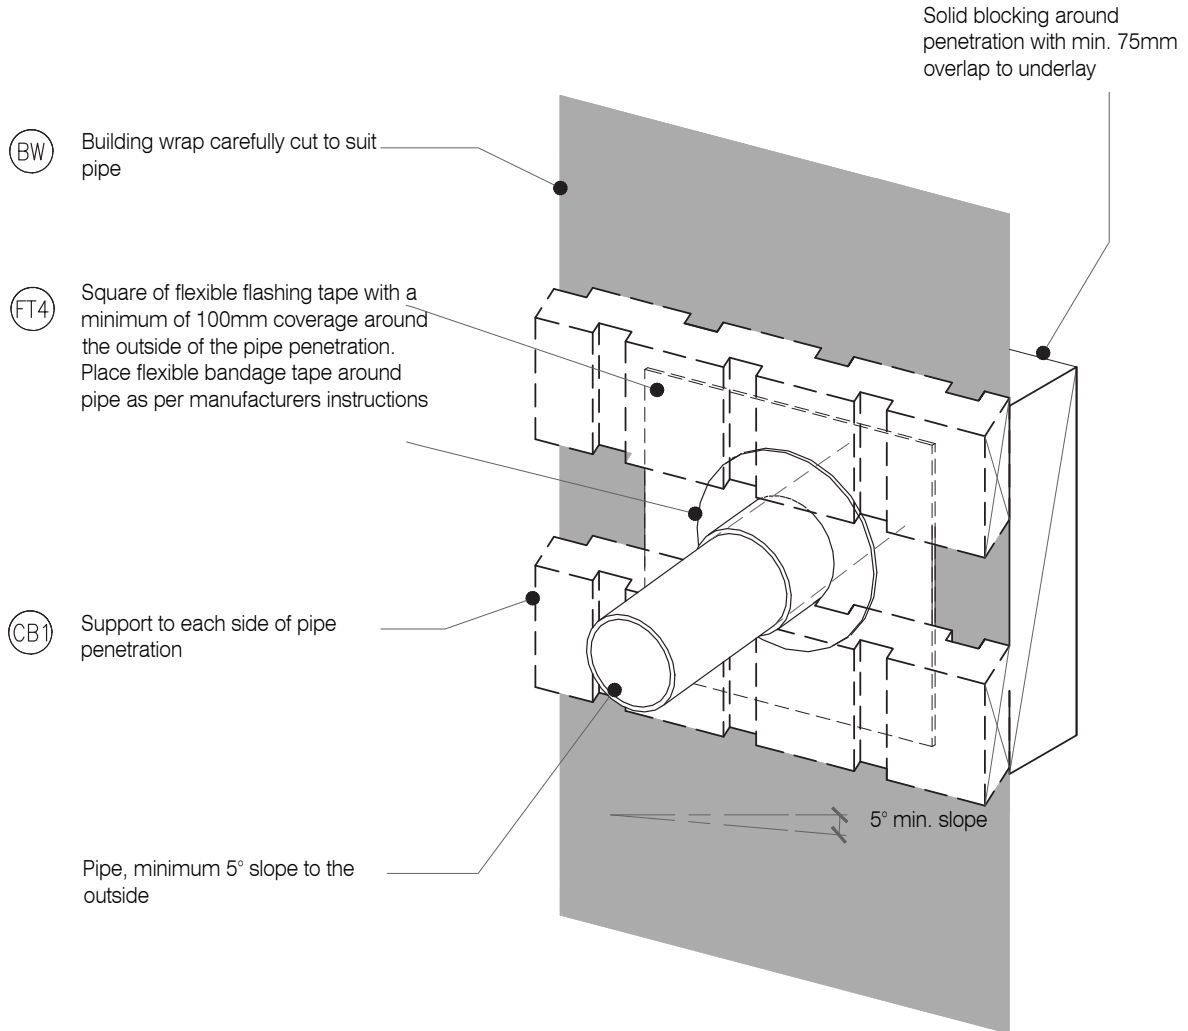 Solid blocking around
penetration with min. 75mm
overlap to underlay
BW
Building wrap carefully cut to suit
pipe
FT4
Square of flexible flashing tape with a
minimum of 100mm coverage around
the outside of the pipe penetration.
Place flexible bandage tape around
pipe as per manufacturers instructions
CB1
Support to each side of pipe
penetration
5° min. slope
Pipe, minimum 5° slope to the
outside